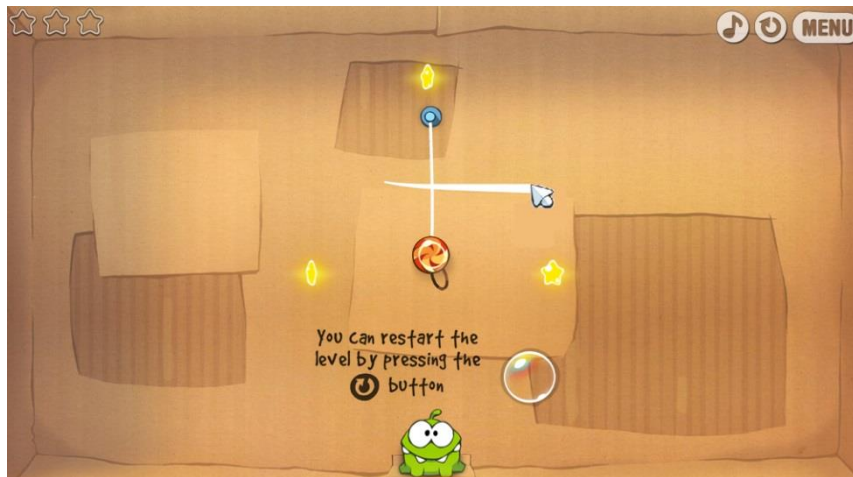 MENU
You can restart the
level by pressing the
button